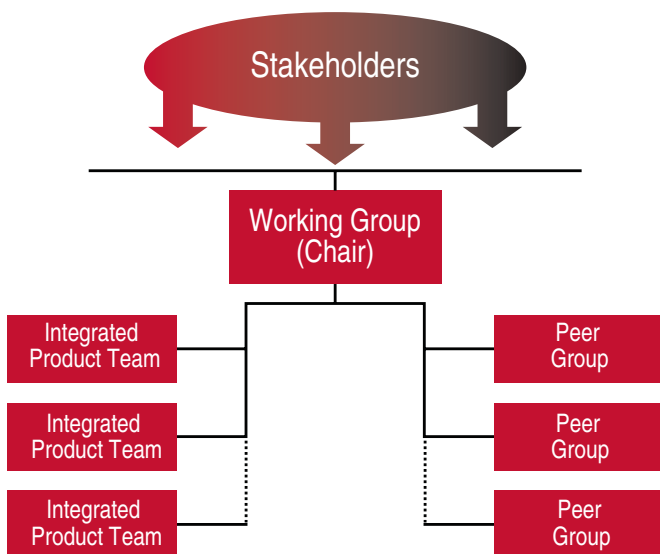 Stakeholders
Working Group
(Chair)
Integrated
Product Team
Peer
Group
Integrated
Product Team
Peer
Group
Integrated
Product Team
Peer
Group